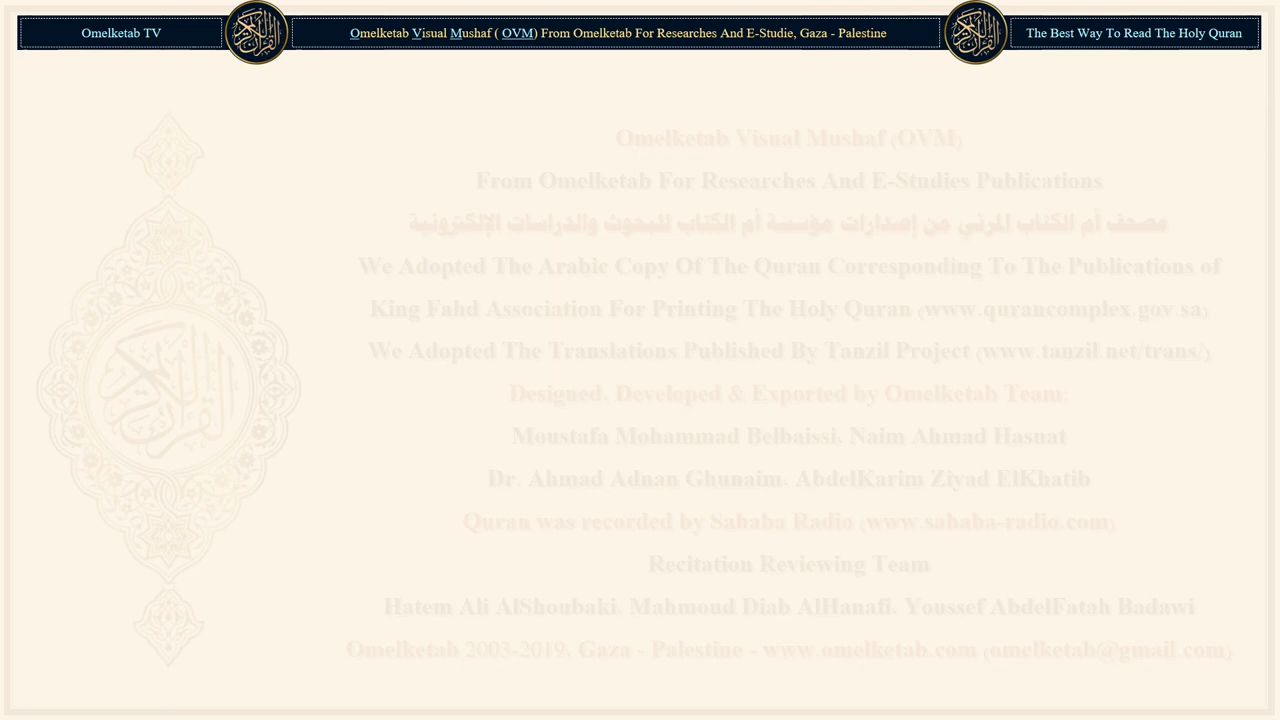 Omelketab TV
Omelketab Visual Mushaf ( OVM) From Omelketab For Researches And E-Studie, Gaza - Palestine
The Best Way To Read The Holy Quran
Omelketab Visual Mushaf (OVM)
From Omelketab For Researches And E-Studies Publications
مصحف أم الكتاب المرئي من إصدارات مؤسسة أم الكتاب للبحوث والدراسات الإلكترونية
We Adopted The Arabic Copy Of The Quran Corresponding To The Publications of
King Fahd Association For Printing The Holy Quran (www.qurancomplex.gov.sa)
We Adopted The Translations Published By Tanzil Project (www.tanzil.net/trans/)
Designed, Developed & Exported by Omelketab Team:
Moustafa Mohammad Belbaissi, Naim Ahmad Hasnat
Dr. Ahmad Adnan Ghunaim, AbdelKarim Ziyad ElKhatib
Quran was recorded by Sahaba Radio (www.sahaba-radio.com)
Recitation Reviewing Team
Hatem Ali AlShoubaki, Mahmoud Diab AlHanafi, Youssef AbdelFatah Badawi
Omelketab 2003-2019, Gaza - Palestine - www.omelketab.com (omelketab@gmail.com)
القرآن الكريم